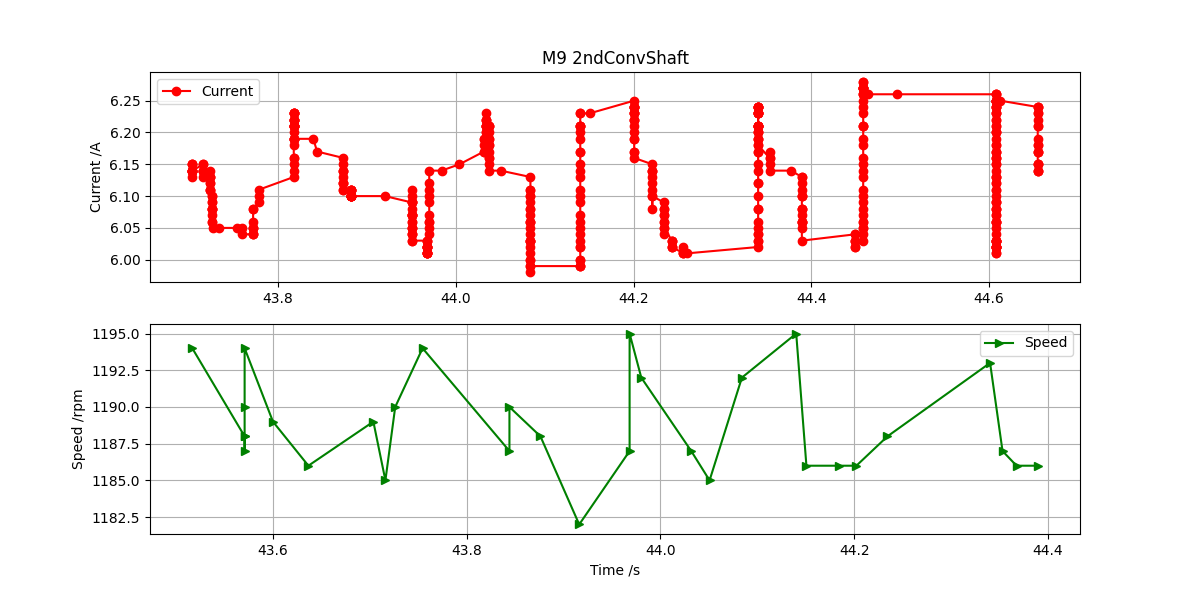 M9 2ndConvShaft
Current
Current /A
6.25
6.20
6.15
6.10
6.05
6.00
43.8 44.0 44.2 44.4 44.6
Speed
Speed /rpm
1195.0
1192.5
1190.0
1187.5
1185.0
1182.5
43.6 43.8 44.0 44.2 44.4
Time /s